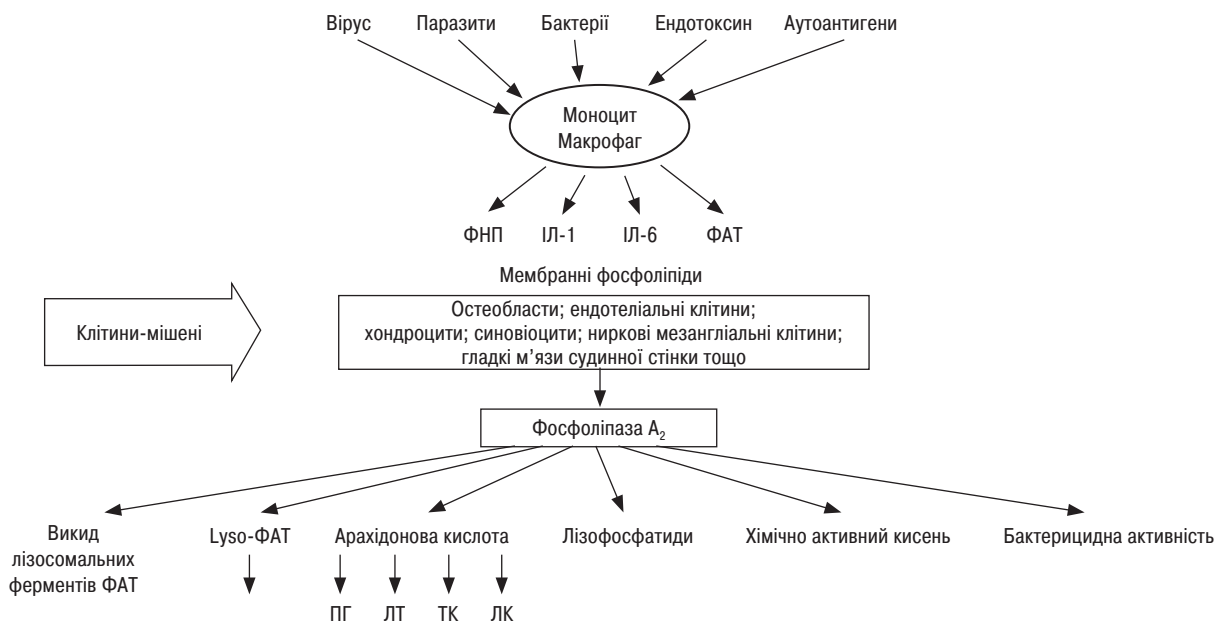 Вірус Паразити Бактерії Ендотоксин Аутоантигени
Моноцит
Макрофаг
ФНП ІЛ-1 ІЛ-6 ФАТ
Мембранні фосфоліпіди
Клітини-мішені
Остеобласти; ендотеліальні клітини;
хондроцити; синовіоцити; ниркові мезангліальні клітини;
гладкі м’язи судинної стінки тощо
Фосфоліпаза А₂
Викид
лізосомальних
ферментів ФАТ
Lyso-ФАТ Арахідонова кислота Лізофосфатиди Хімічно активний кисень Бактерицидна активність
ПГ ЛТ ТК ЛК